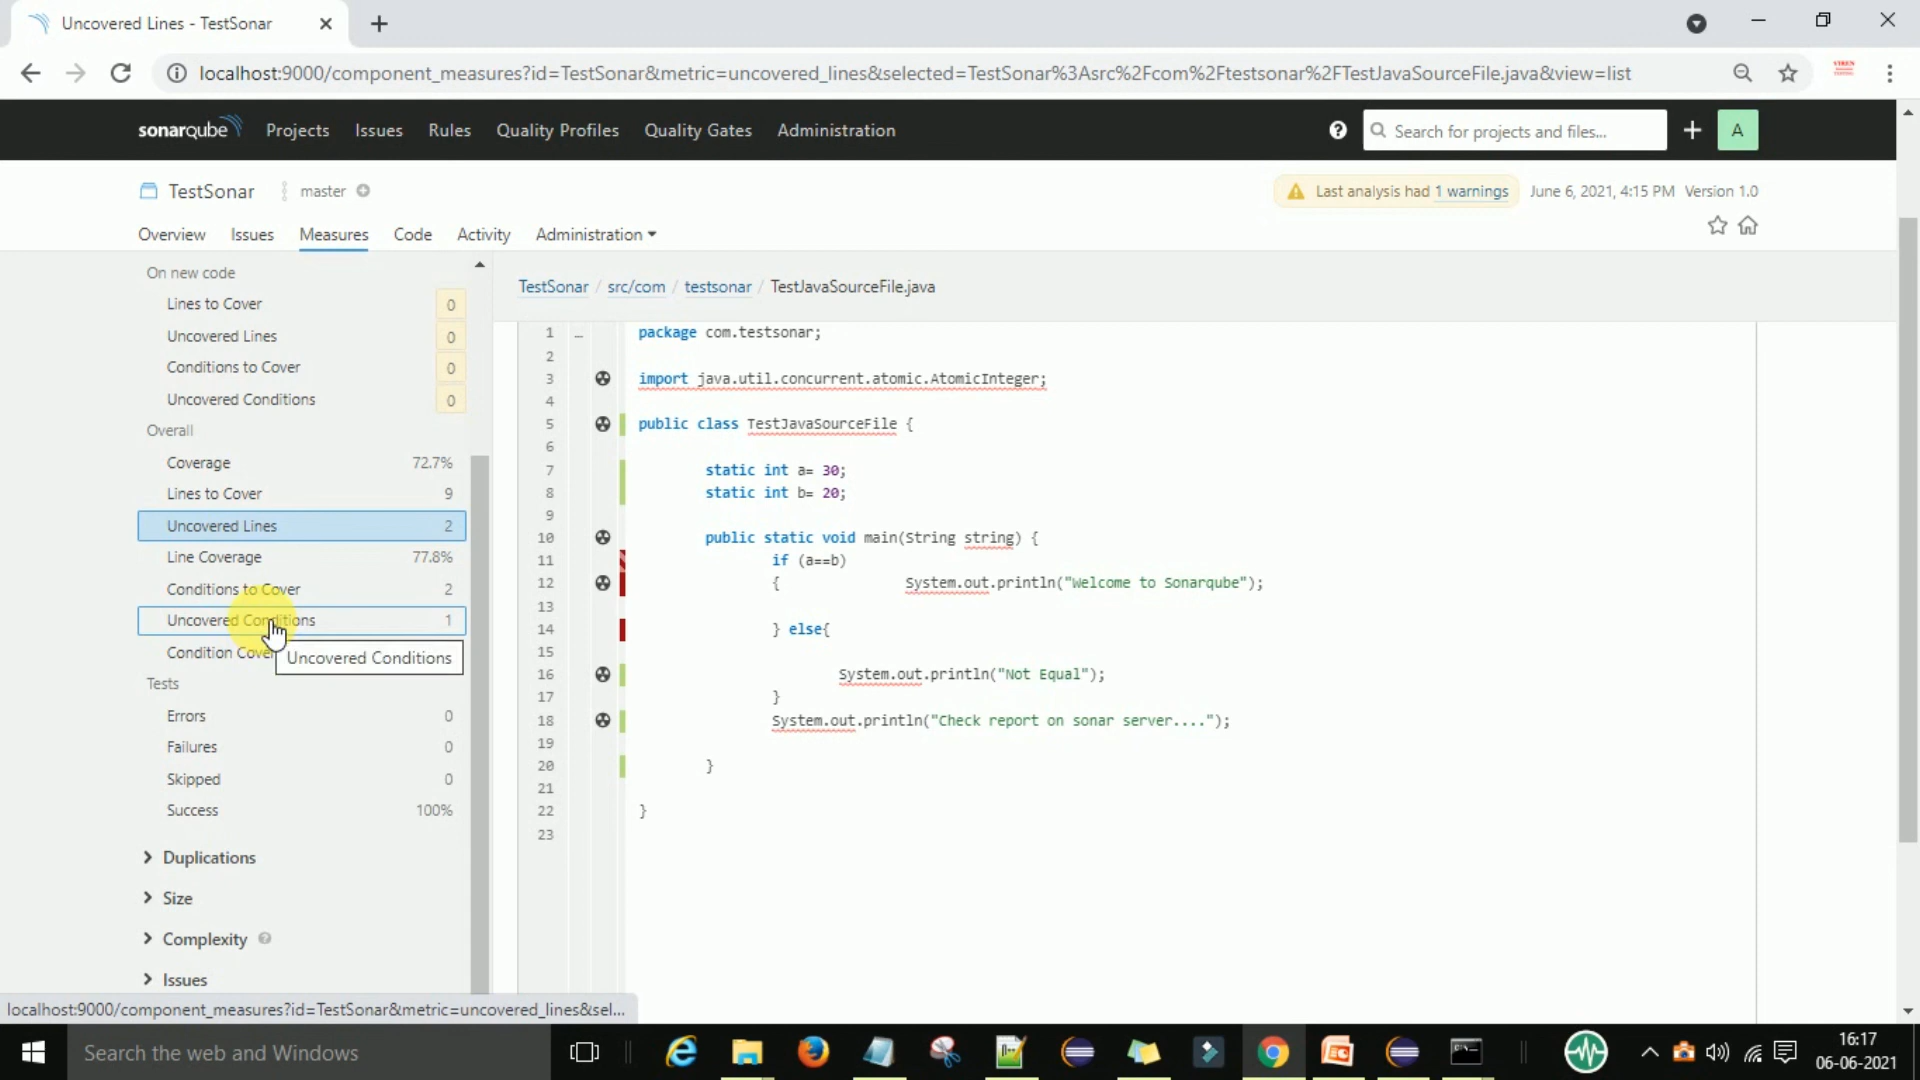 Uncovered Lines - TestSonar
localhost:9000/component_measures?id=TestSonar&metric=uncovered_lines&selected=TestSonar%3Asrc%2Fcom%2Ftestsonar%2FTestJavaSourceFile.java&view=list
VIREN
sonarqube Projects Issues Rules Quality Profiles Quality Gates Administration
Search for projects and files...
A
TestSonar master
Last analysis had 1 warnings June 6, 2021, 4:15 PM Version 1.0
Overview Issues Measures Code Activity Administration
On new code
Lines to Cover 0
Uncovered Lines 0
Conditions to Cover 0
Uncovered Conditions 0
Overall
Coverage 72.7%
Lines to Cover 9
Uncovered Lines 2
Line Coverage 77.8%
Conditions to Cover 2
Uncovered Conditions 1
Condition Cover
Uncovered Conditions
Tests
Errors 0
Failures 0
Skipped 0
Success 100%
Duplications
Size
Complexity
Issues
TestSonar / src/com / testsonar / TestJavaSourceFile.java
1 … package com.testsonar;
2
3 import java.util.concurrent.atomic.AtomicInteger;
4
5 public class TestJavaSourceFile {
6
7 static int a= 30;
8 static int b= 20;
9
10 public static void main(String string) {
11 if (a==b)
12 { System.out.println("Welcome to Sonarqube");
13
14 } else{
15
16 System.out.println("Not Equal");
17 }
18 System.out.println("Check report on sonar server....");
19
20 }
21
22 }
23
localhost:9000/component_measures?id=TestSonar&metric=uncovered_lines&sel...
Search the web and Windows
16:17
06-06-2021